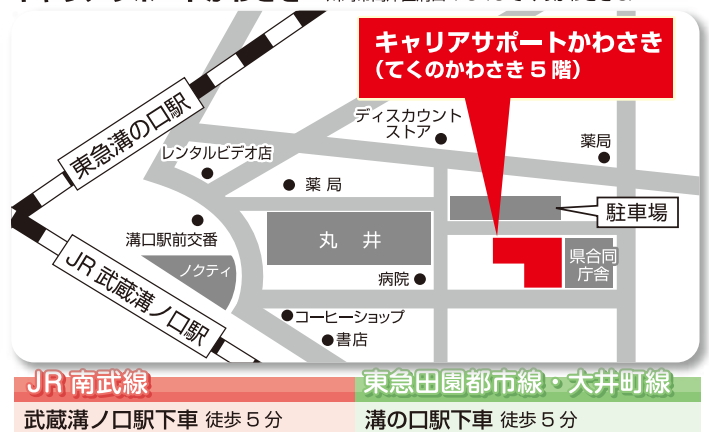 キャリアサポートかわさき
（てくのかわさき5階）
ディスカウント
ストア
薬局
東急溝の口駅
レンタルビデオ店
薬 局
駐車場
溝口駅前交番
丸 井
県合同
庁舎
ノクティ
病院
JR 武蔵溝ノ口駅
コーヒーショップ
書店
JR 南武線
東急田園都市線・大井町線
武蔵溝ノ口駅下車 徒歩5分
溝の口駅下車 徒歩5分